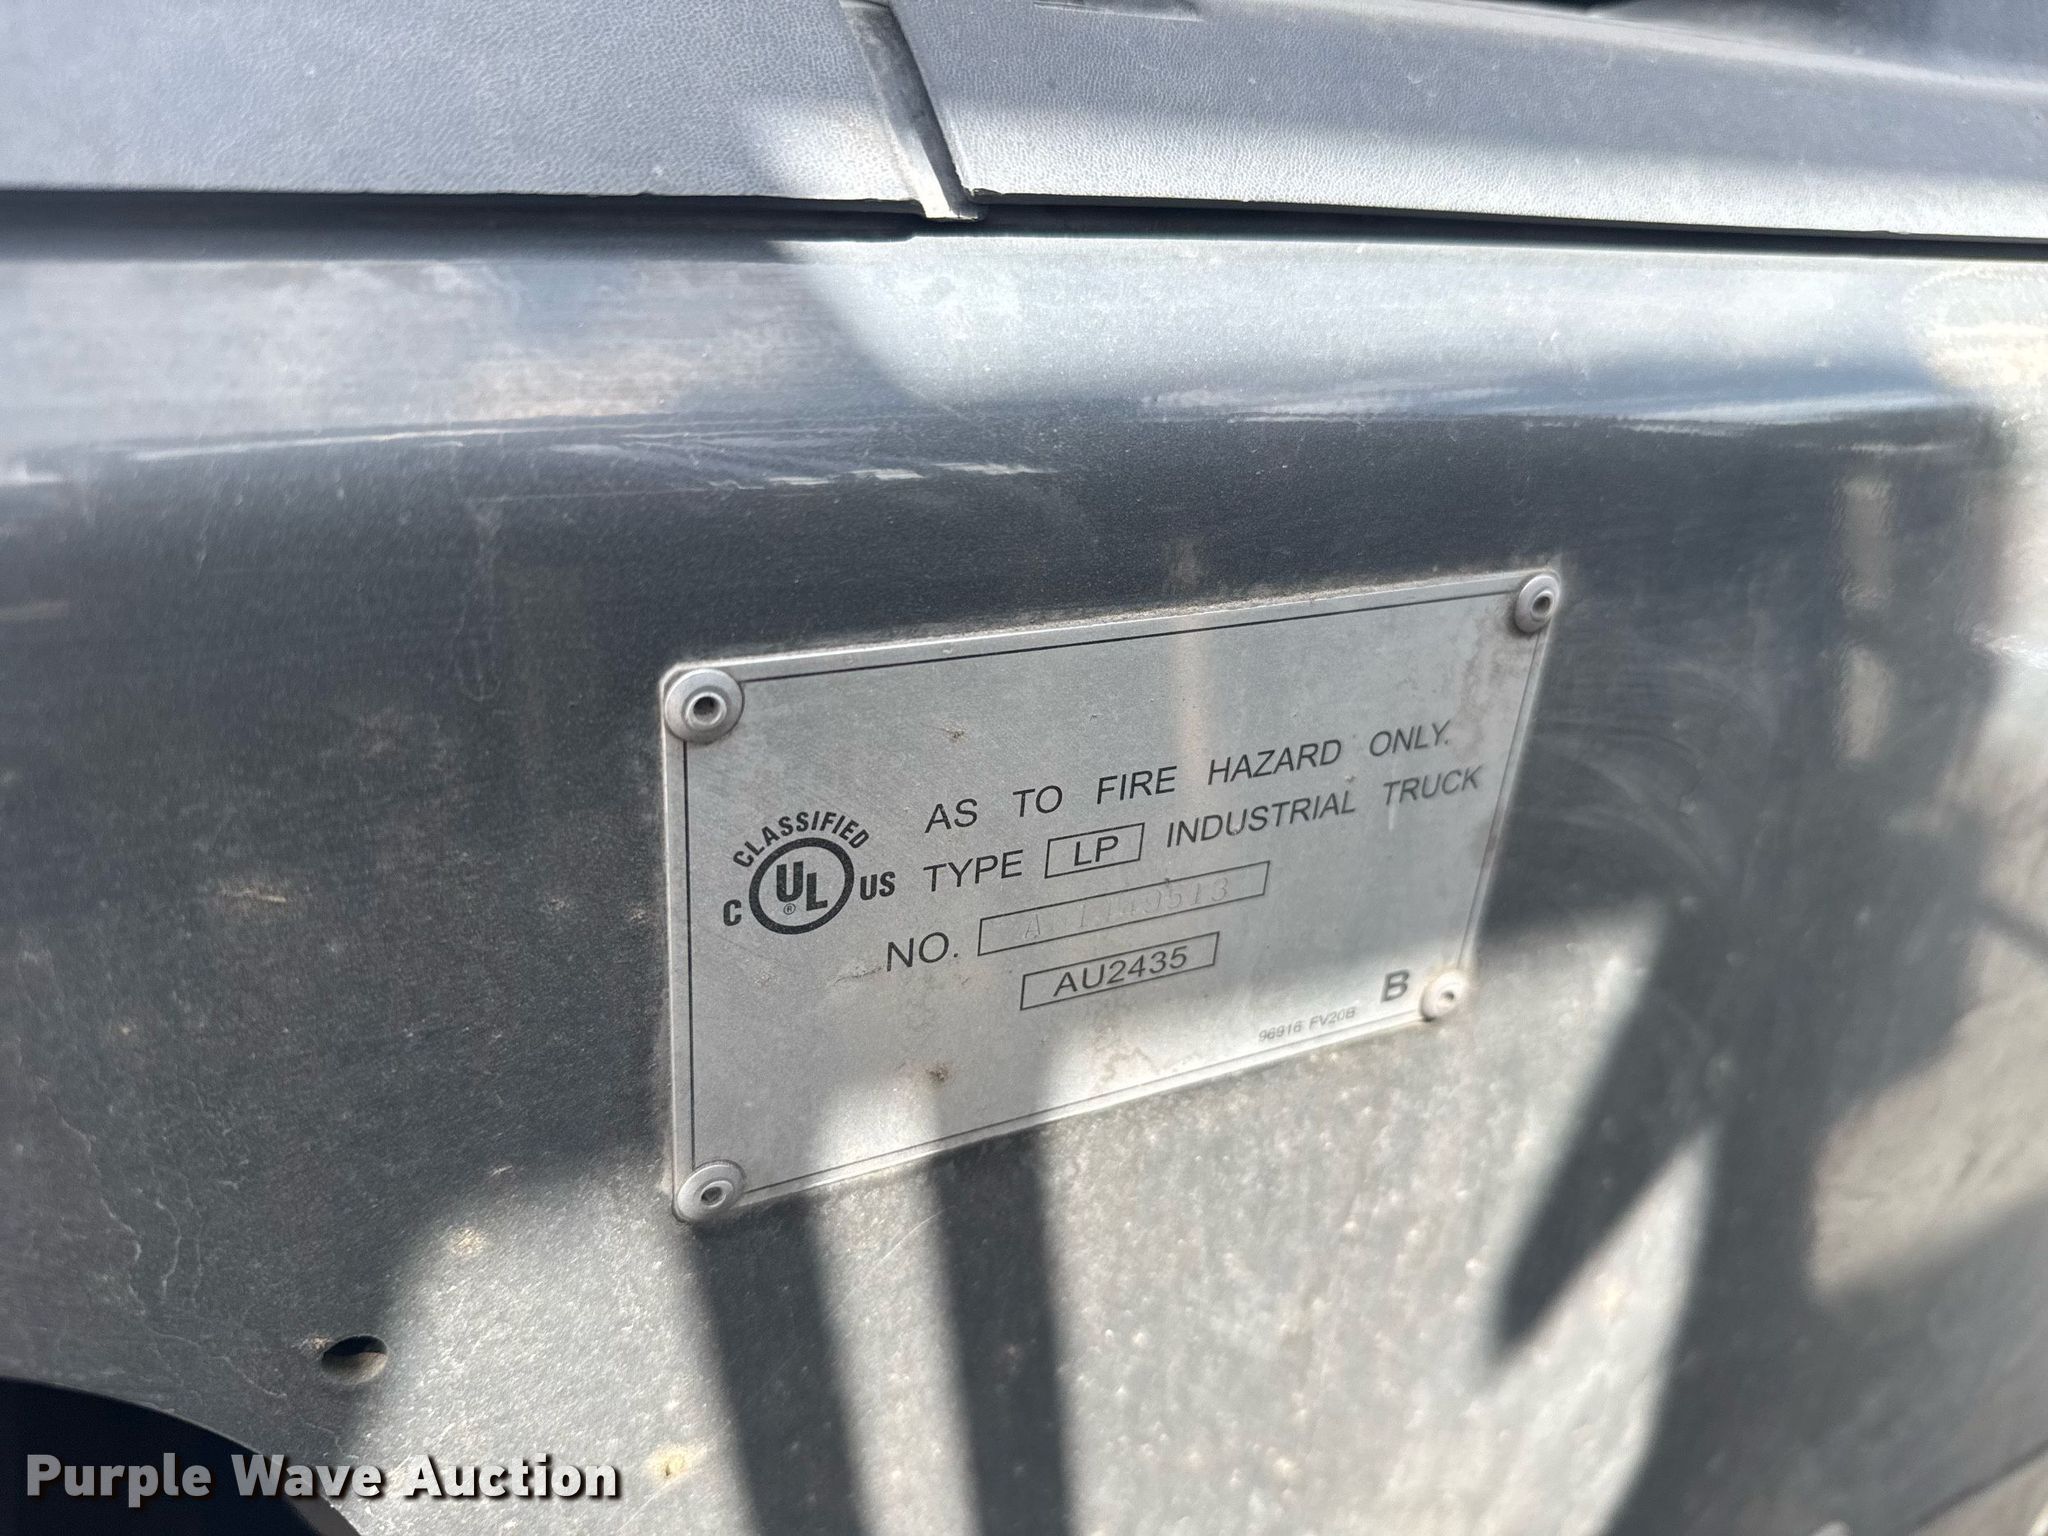 CLASSIFIED
C UL® US
AS TO FIRE HAZARD ONLY.
TYPE LP INDUSTRIAL TRUCK
NO.
AU2435
B
96916 FV20B
Purple Wave Auction